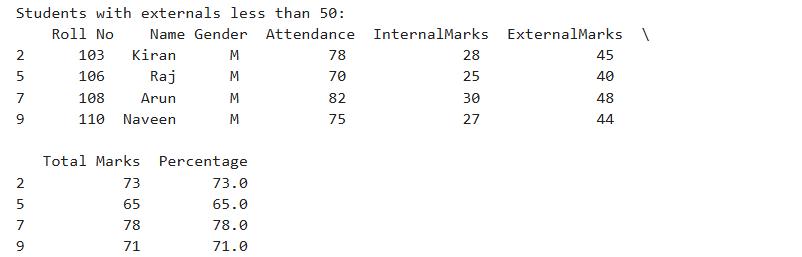 Students with externals less than 50:
Roll No Name Gender Attendance InternalMarks ExternalMarks \
2 103 Kiran M 78 28 45
5 106 Raj M 70 25 40
7 108 Arun M 82 30 48
9 110 Naveen M 75 27 44
Total Marks Percentage
2 73 73.0
5 65 65.0
7 78 78.0
9 71 71.0